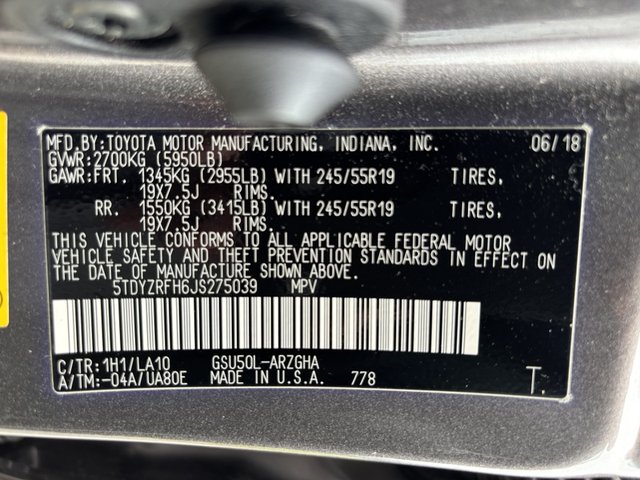 MFD.BY:TOYOTA MOTOR MANUFACTURING, INDIANA, INC. 06/18
GVWR:2700KG (5950LB)
GAWR:FRT. 1345KG (2955LB) WITH 245/55R19 TIRES,
19X7.5J RIMS.
RR. 1550KG (3415LB) WITH 245/55R19 TIRES,
19X7.5J RIMS.
THIS VEHICLE CONFORMS TO ALL APPLICABLE FEDERAL MOTOR
VEHICLE SAFETY AND THEFT PREVENTION STANDARDS IN EFFECT ON
THE DATE OF MANUFACTURE SHOWN ABOVE.
5TDYZRFH6JS275039 MPV
C/TR:1H1/LA10 GSU50L-ARZGHA
A/TM:-04A/UA80E MADE IN U.S.A. 778 T.